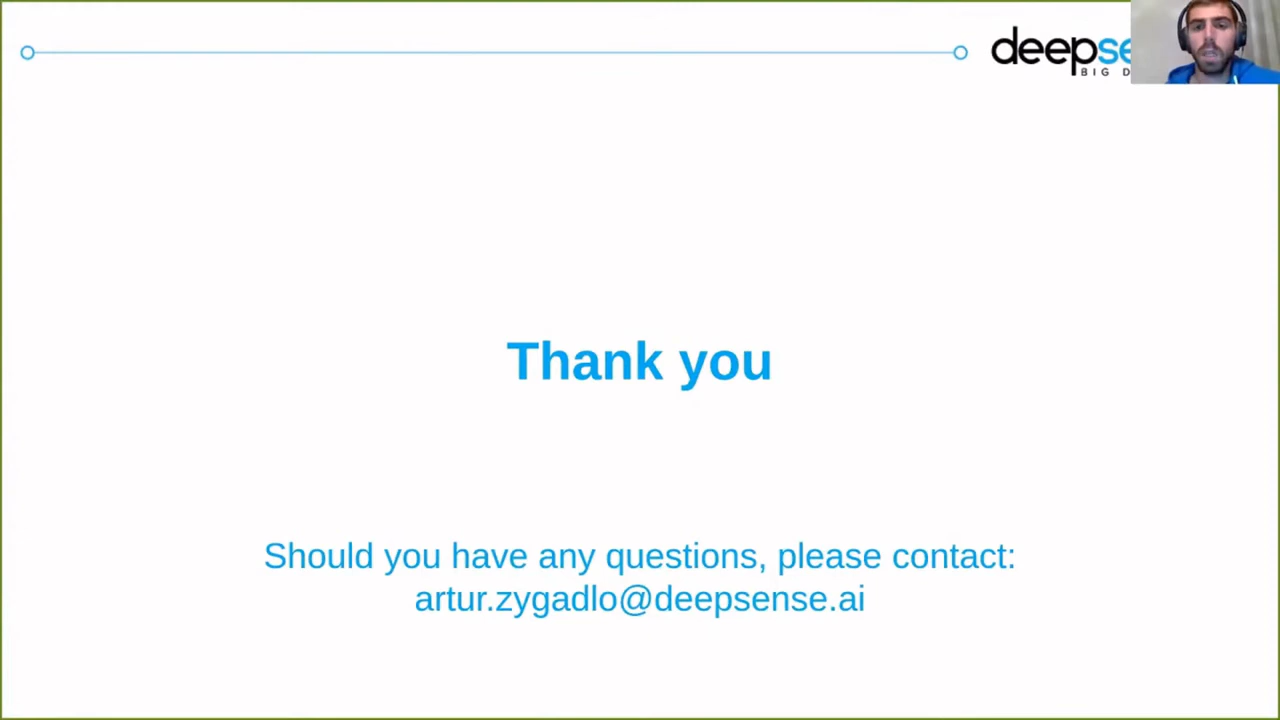 deepse
BIG D
Thank you
Should you have any questions, please contact:
artur.zygadlo@deepsense.ai